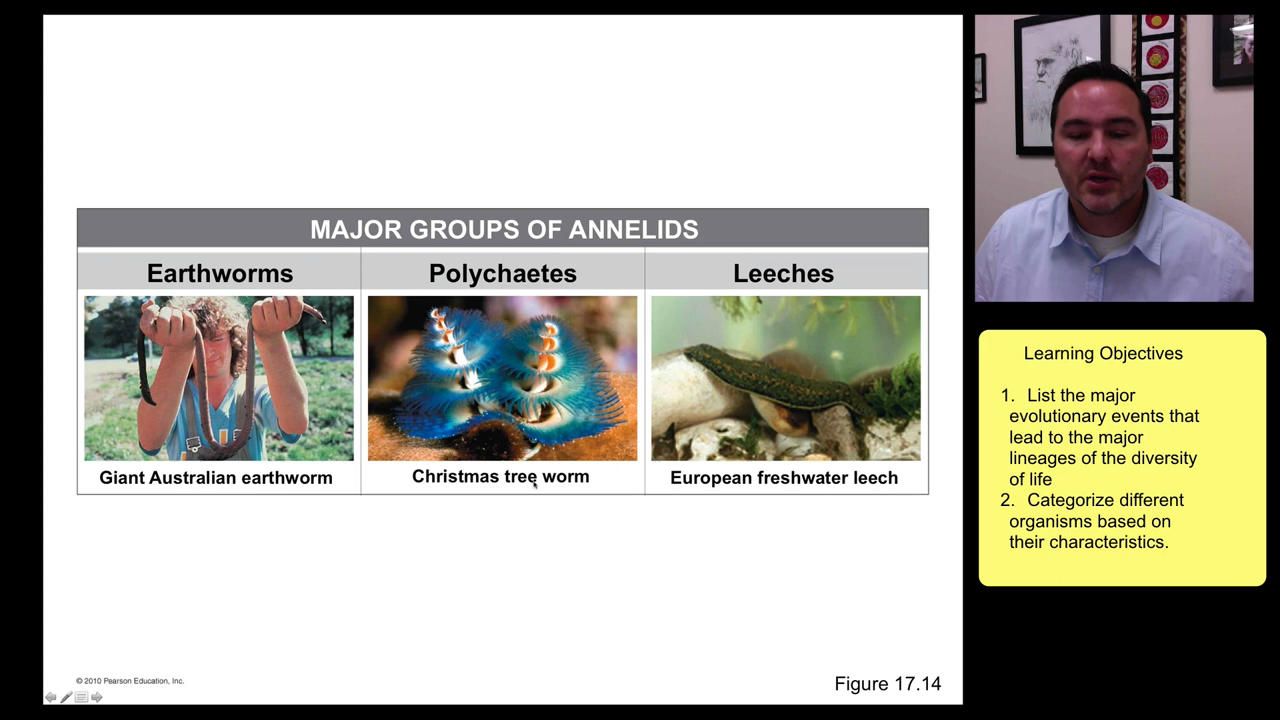 MAJOR GROUPS OF ANNELIDS
Earthworms
Polychaetes
Leeches
Giant Australian earthworm
Christmas tree worm
European freshwater leech
© 2010 Pearson Education, Inc.
Figure 17.14
Learning Objectives
1. List the major
evolutionary events that
lead to the major
lineages of the diversity
of life
2. Categorize different
organisms based on
their characteristics.